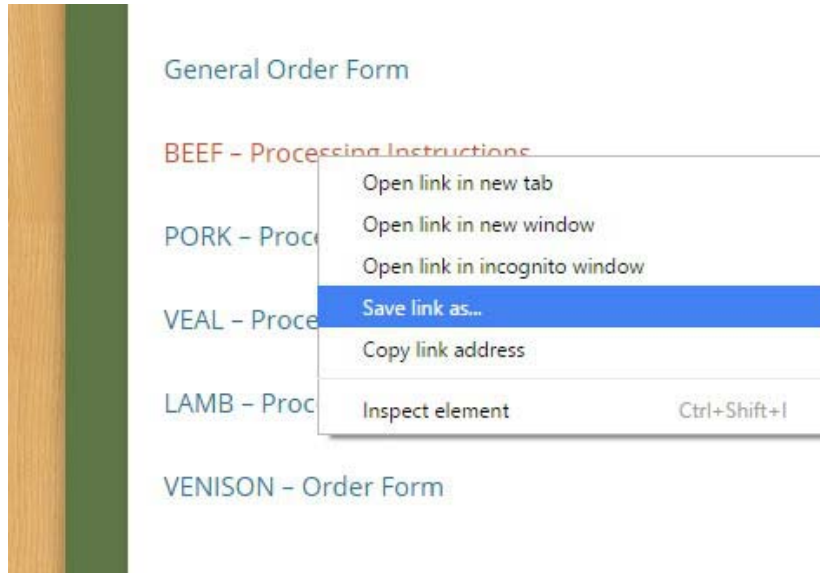 General Order Form
BEEF – Processing Instructions
Open link in new tab
Open link in new window
PORK – Proce
Open link in incognito window
Save link as...
VEAL – Proce
Copy link address
LAMB – Proc
Inspect element Ctrl+Shift+I
VENISON – Order Form